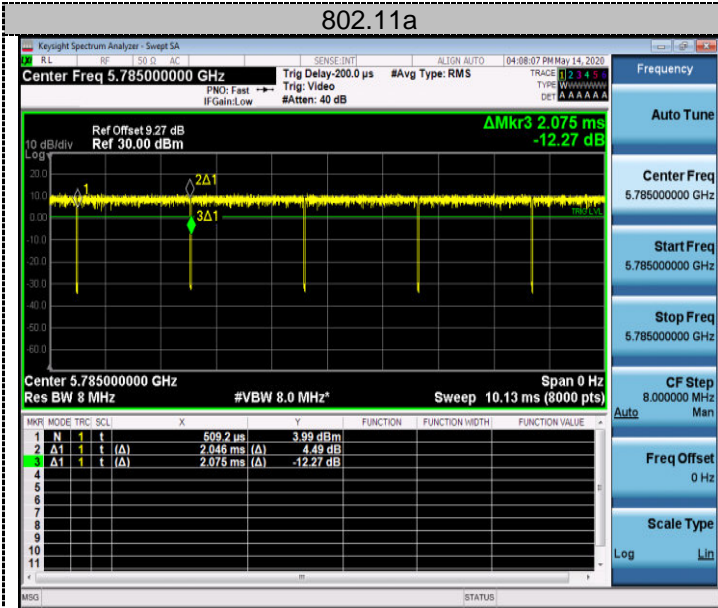 802.11a
Keysight Spectrum Analyzer - Swept SA
RL RF 50 Ω AC SENSE:INT ALIGN AUTO 04:08:07 PM May 14, 2020
Center Freq 5.785000000 GHz
PNO: Fast
IFGain:Low
Trig Delay-200.0 µs
Trig: Video
#Atten: 40 dB
#Avg Type: RMS
TRACE 1 2 3 4 5 6
TYPE WWWWWW
DET A A A A A A
Frequency
Auto Tune
Center Freq
5.785000000 GHz
Start Freq
5.785000000 GHz
Stop Freq
5.785000000 GHz
CF Step
8.000000 MHz
Auto Man
Freq Offset
0 Hz
Scale Type
Log Lin
ΔMkr3 2.075 ms
-12.27 dB
Ref Offset 9.27 dB
10 dB/div Ref 30.00 dBm
Log
20.0
10.0
0.00
-10.0
-20.0
-30.0
-40.0
-50.0
-60.0
1
2Δ1
3Δ1
TRIG LVL
Center 5.785000000 GHz Span 0 Hz
Res BW 8 MHz #VBW 8.0 MHz* Sweep 10.13 ms (8000 pts)
MKR MODE TRC SCL X Y FUNCTION FUNCTION WIDTH FUNCTION VALUE
1 N 1 t 509.2 µs 3.99 dBm
2 Δ1 1 t (Δ) 2.046 ms (Δ) 4.49 dB
3 Δ1 1 t (Δ) 2.075 ms (Δ) -12.27 dB
4
5
6
7
8
9
10
11
MSG STATUS